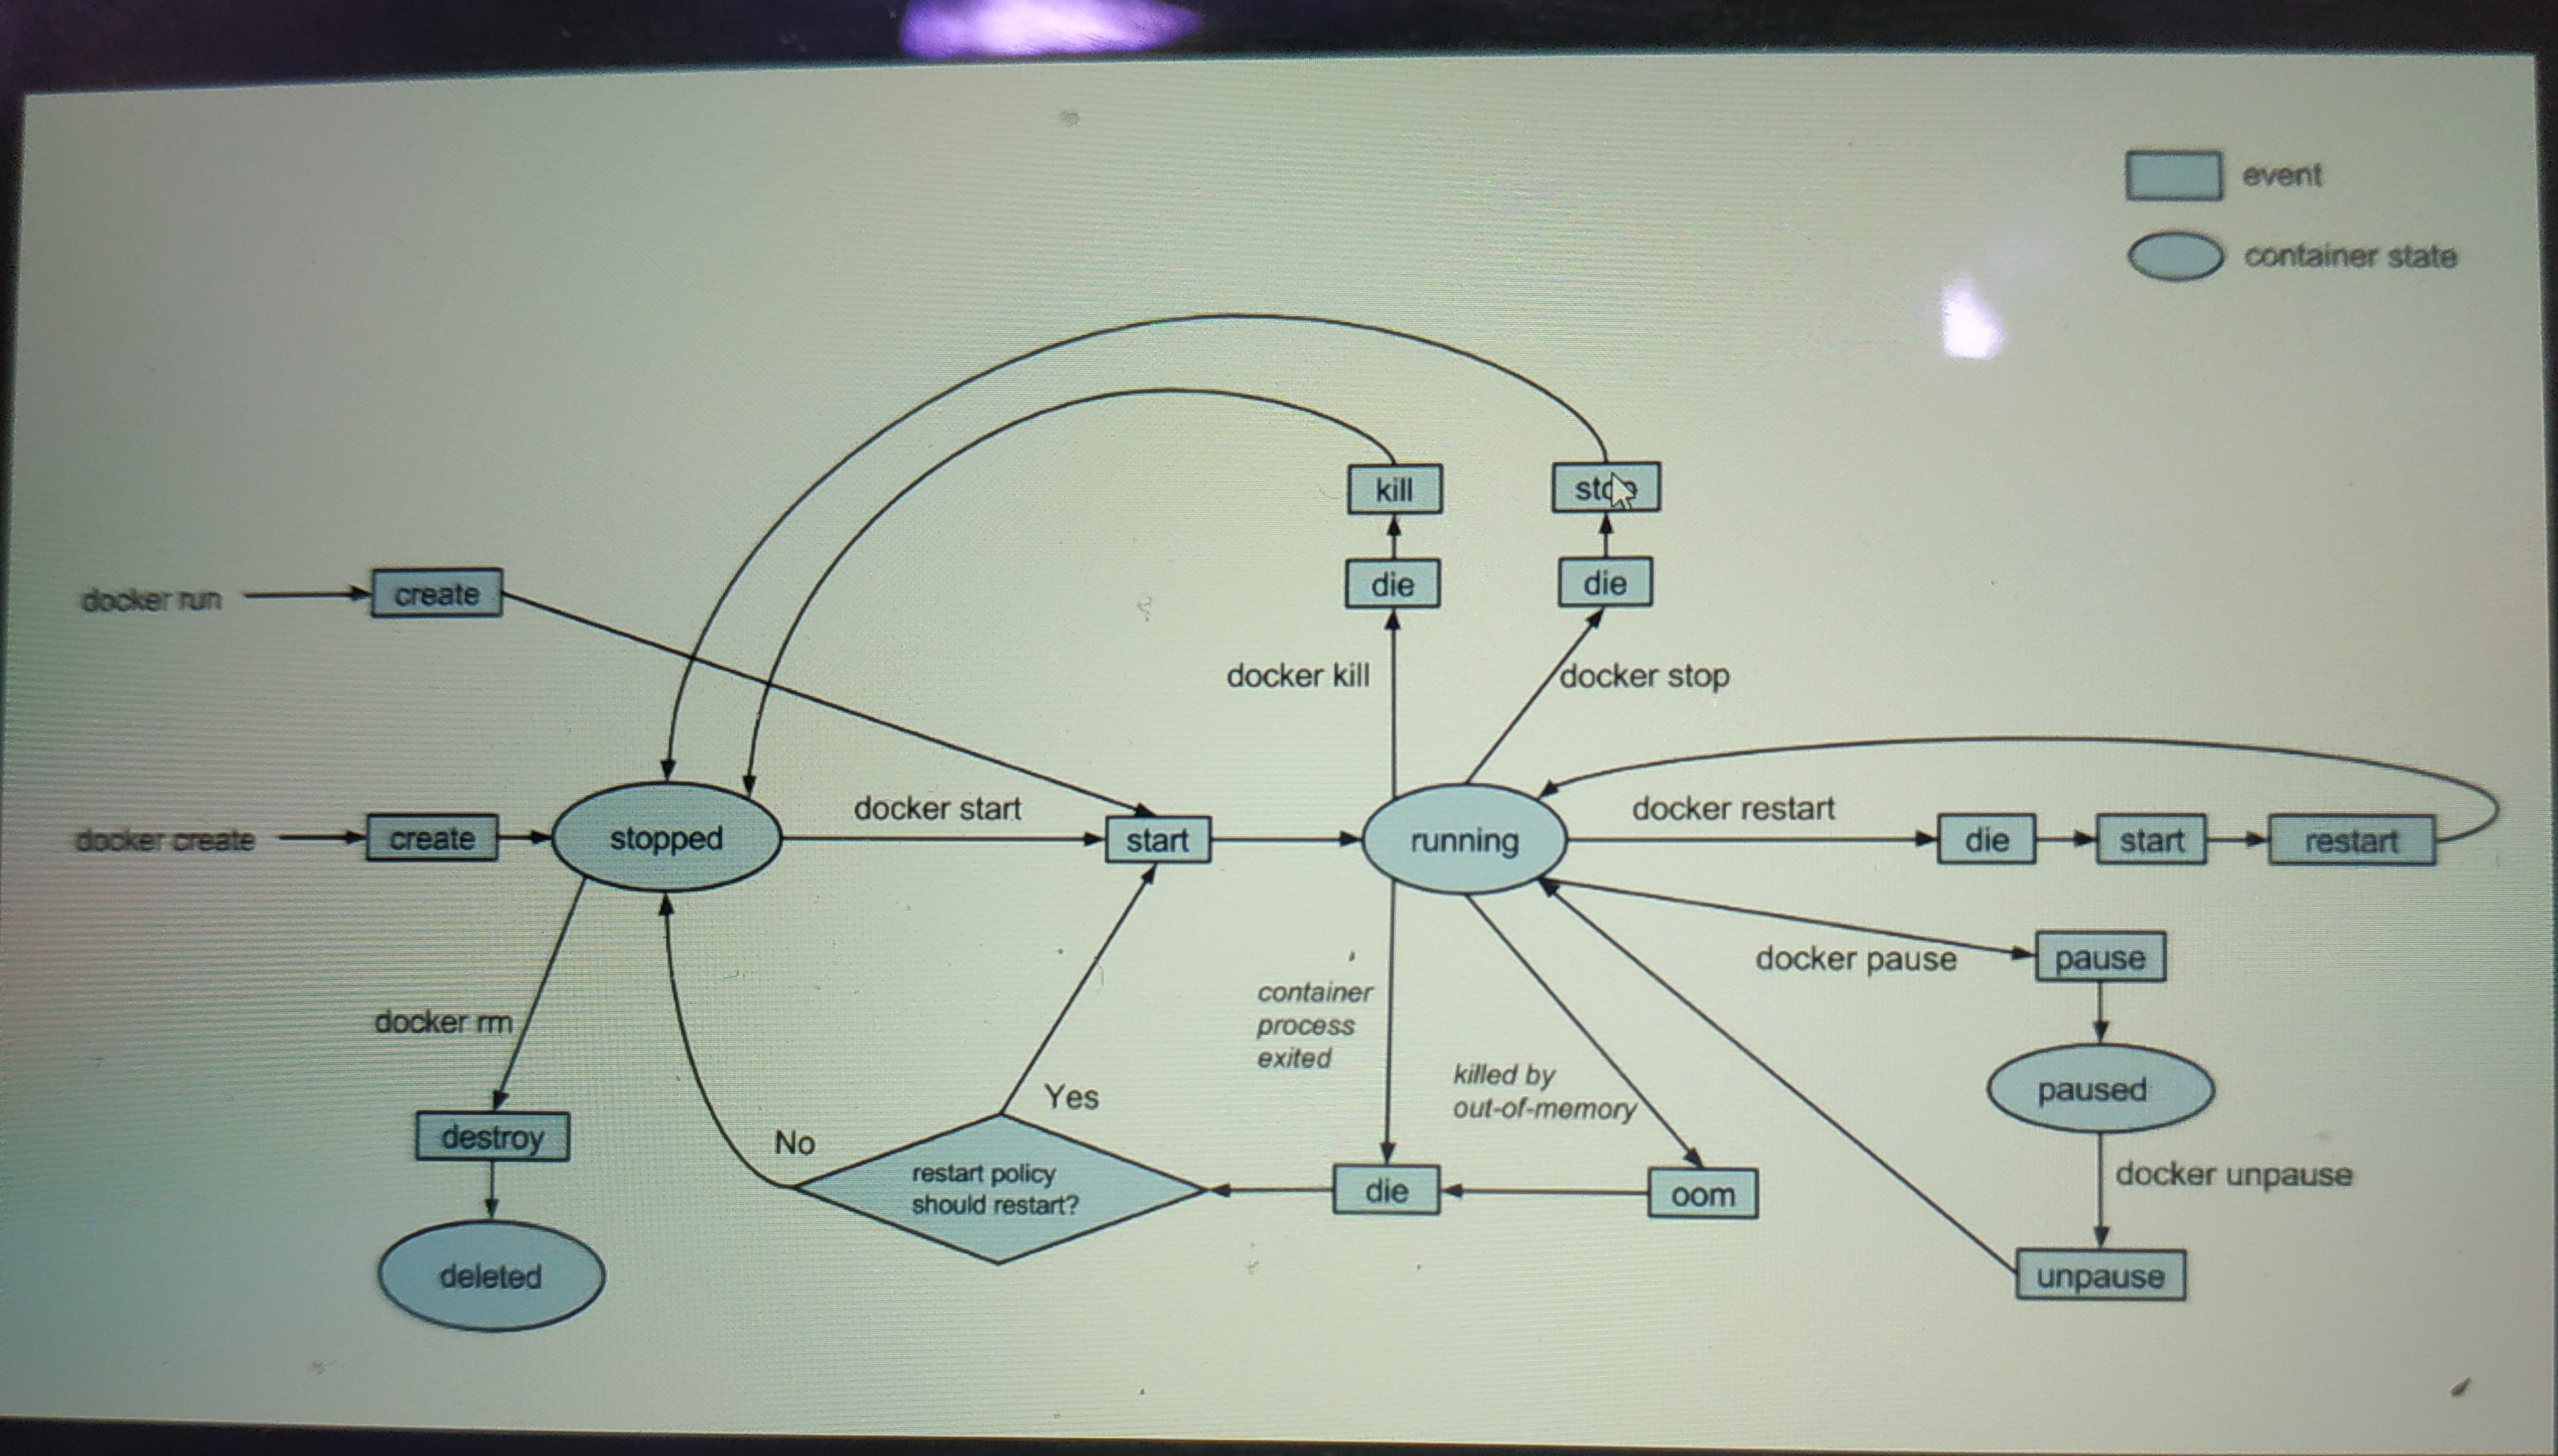 event
container state
kill
stop
docker run
create
die
die
docker kill
docker stop
docker create
create
stopped
docker start
start
running
docker restart
die
start
restart
docker pause
pause
container
process
exited
docker rm
killed by
out-of-memory
paused
Yes
No
destroy
restart policy
should restart?
die
oom
docker unpause
deleted
unpause